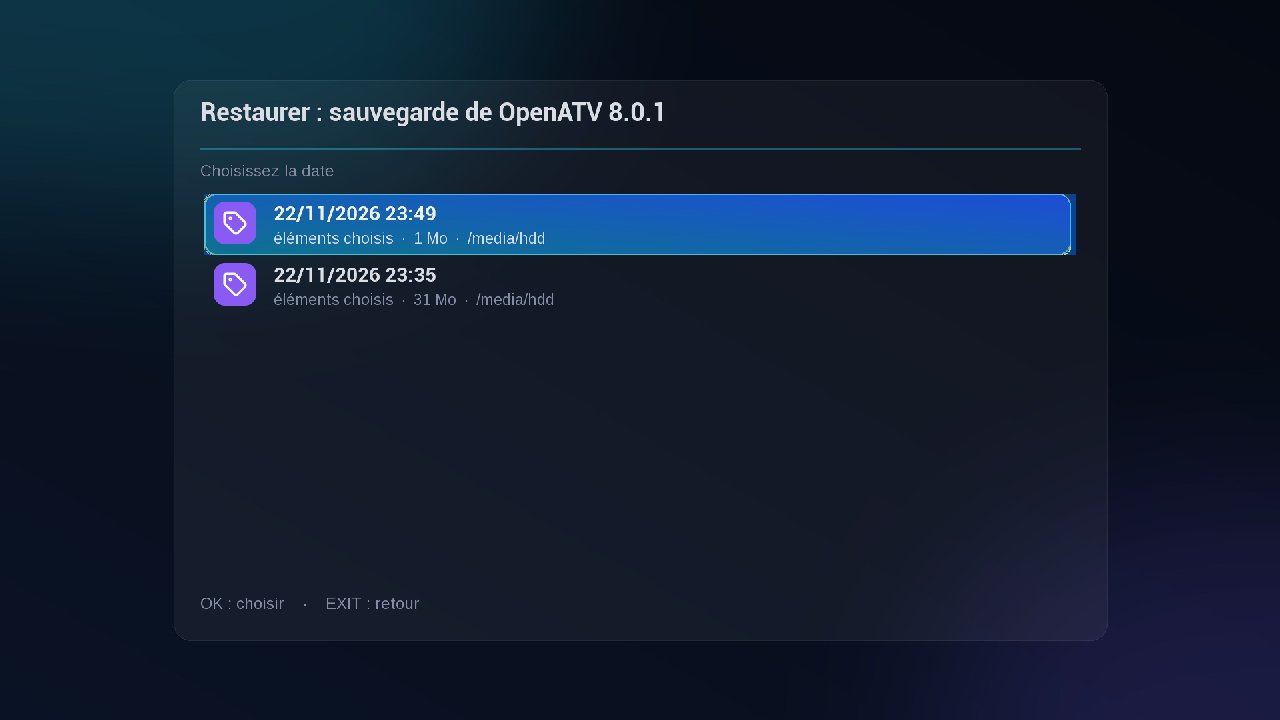 Restaurer : sauvegarde de OpenATV 8.0.1
Choisissez la date
22/11/2026 23:49
éléments choisis · 1 Mo · /media/hdd
22/11/2026 23:35
éléments choisis · 31 Mo · /media/hdd
OK : choisir · EXIT : retour